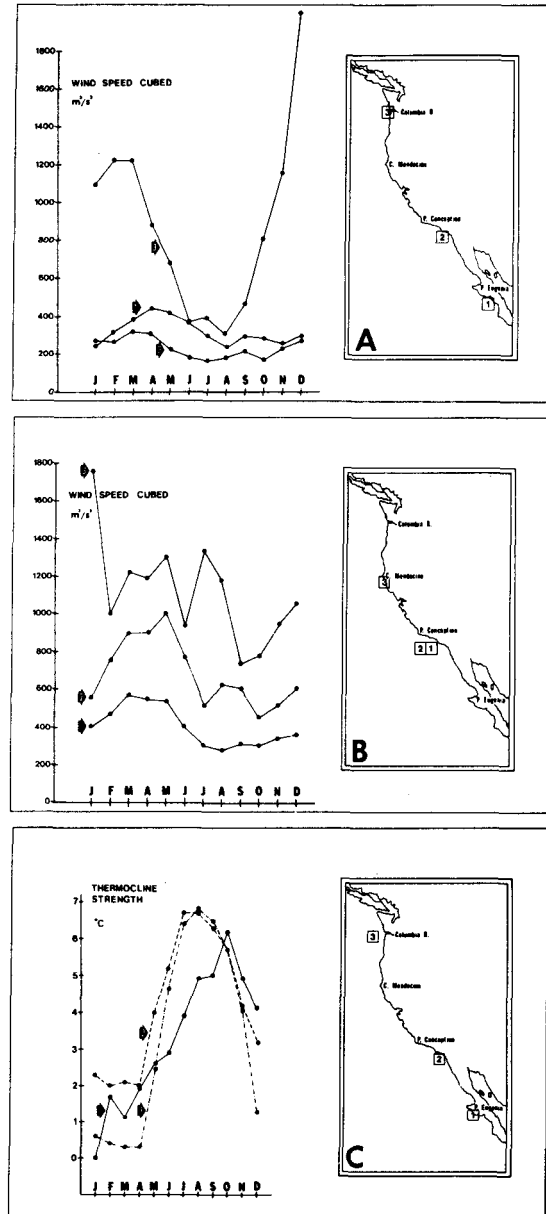 WIND SPEED CUBED
m³/s³
1800
1600
1400
1200
1000
800
600
400
200
0
J F M A M J J A S O N D
3
Columbia R
C. Mendocino
P. Conception
2
P. Eugenia
1
A
WIND SPEED CUBED
m³/s³
1800
1600
1400
1200
1000
800
600
400
200
0
J F M A M J J A S O N D
Columbia R.
C. Mendocino
3
P. Conception
2 1
P. Eugenia
B
THERMOCLINE
STRENGTH
°C
7
6
5
4
3
2
1
0
J F M A M J J A S O N D
3
Columbia R.
C. Mendocino
P. Conception
2
P. Eugenia
1
C